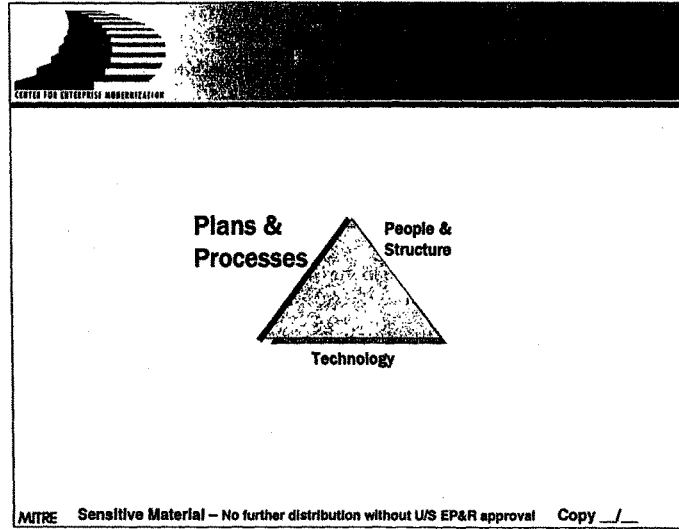 CENTER FOR ENTERPRISE MODERNIZATION
Plans &
Processes
People &
Structure
Technology
MITRE Sensitive Material – No further distribution without U/S EP&R approval Copy __/__